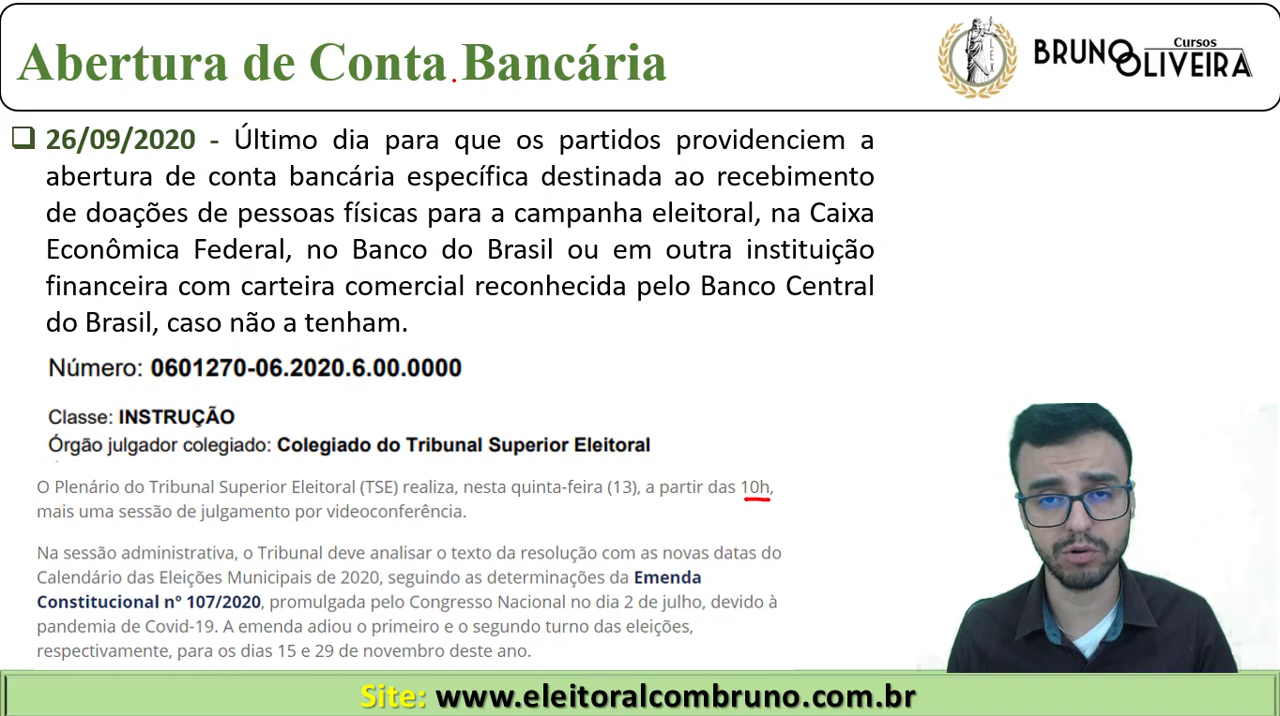 Abertura de Conta Bancária
Cursos
BRUNO OLIVEIRA
26/09/2020 - Último dia para que os partidos providenciem a
abertura de conta bancária específica destinada ao recebimento
de doações de pessoas físicas para a campanha eleitoral, na Caixa
Econômica Federal, no Banco do Brasil ou em outra instituição
financeira com carteira comercial reconhecida pelo Banco Central
do Brasil, caso não a tenham.
Número: 0601270-06.2020.6.00.0000
Classe: INSTRUÇÃO
Órgão julgador colegiado: Colegiado do Tribunal Superior Eleitoral
O Plenário do Tribunal Superior Eleitoral (TSE) realiza, nesta quinta-feira (13), a partir das 10h,
mais uma sessão de julgamento por videoconferência.
Na sessão administrativa, o Tribunal deve analisar o texto da resolução com as novas datas do
Calendário das Eleições Municipais de 2020, seguindo as determinações da Emenda
Constitucional nº 107/2020, promulgada pelo Congresso Nacional no dia 2 de julho, devido à
pandemia de Covid-19. A emenda adiou o primeiro e o segundo turno das eleições,
respectivamente, para os dias 15 e 29 de novembro deste ano.
Site: www.eleitoralcombruno.com.br